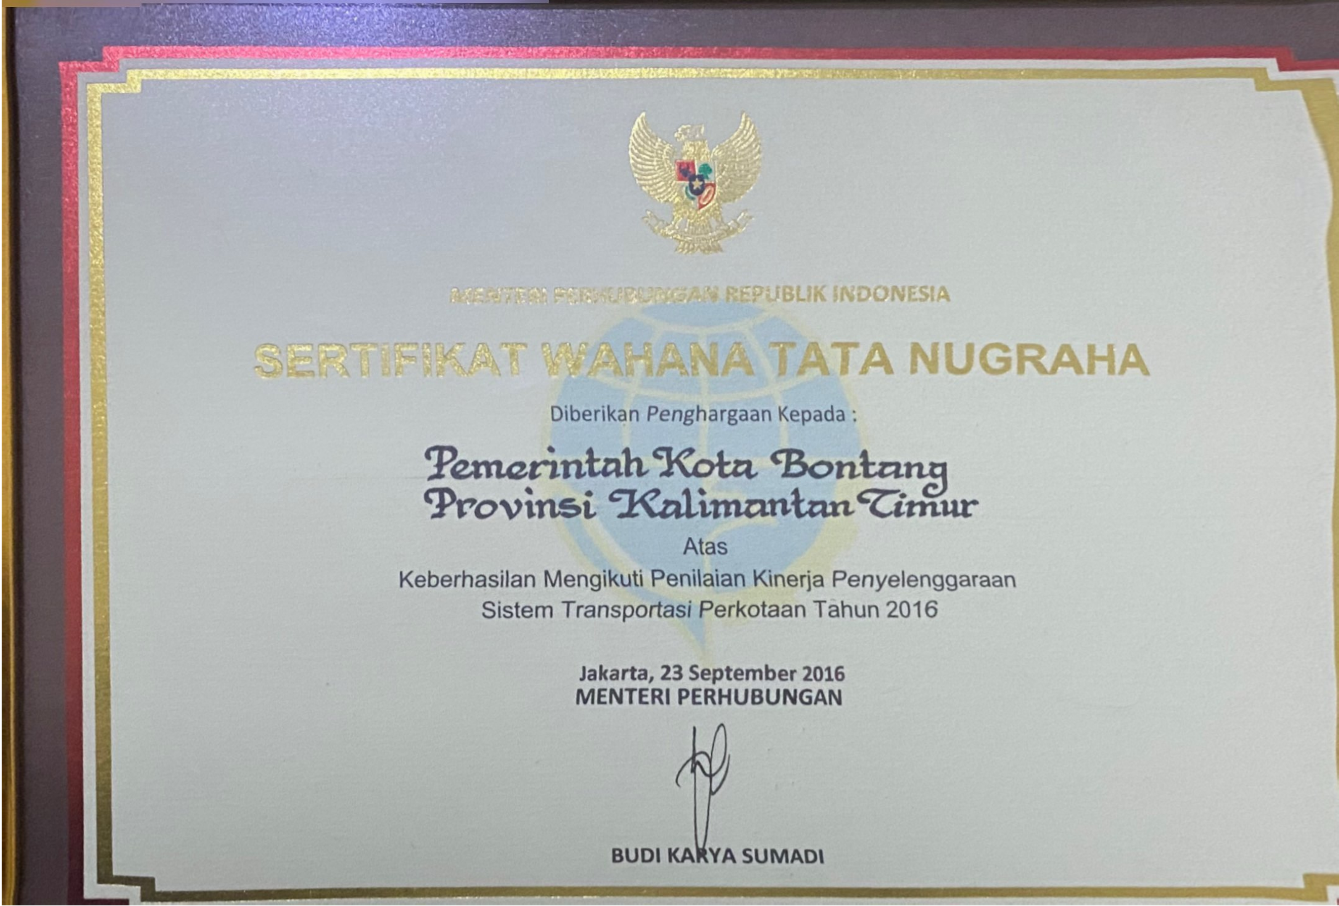 MENTERI PERHUBUNGAN REPUBLIK INDONESIA
SERTIFIKAT WAHANA TATA NUGRAHA
Diberikan Penghargaan Kepada :
Pemerintah Kota Bontang
Provinsi Kalimantan Timur
Atas
Keberhasilan Mengikuti Penilaian Kinerja Penyelenggaraan
Sistem Transportasi Perkotaan Tahun 2016
Jakarta, 23 September 2016
MENTERI PERHUBUNGAN
BUDI KARYA SUMADI